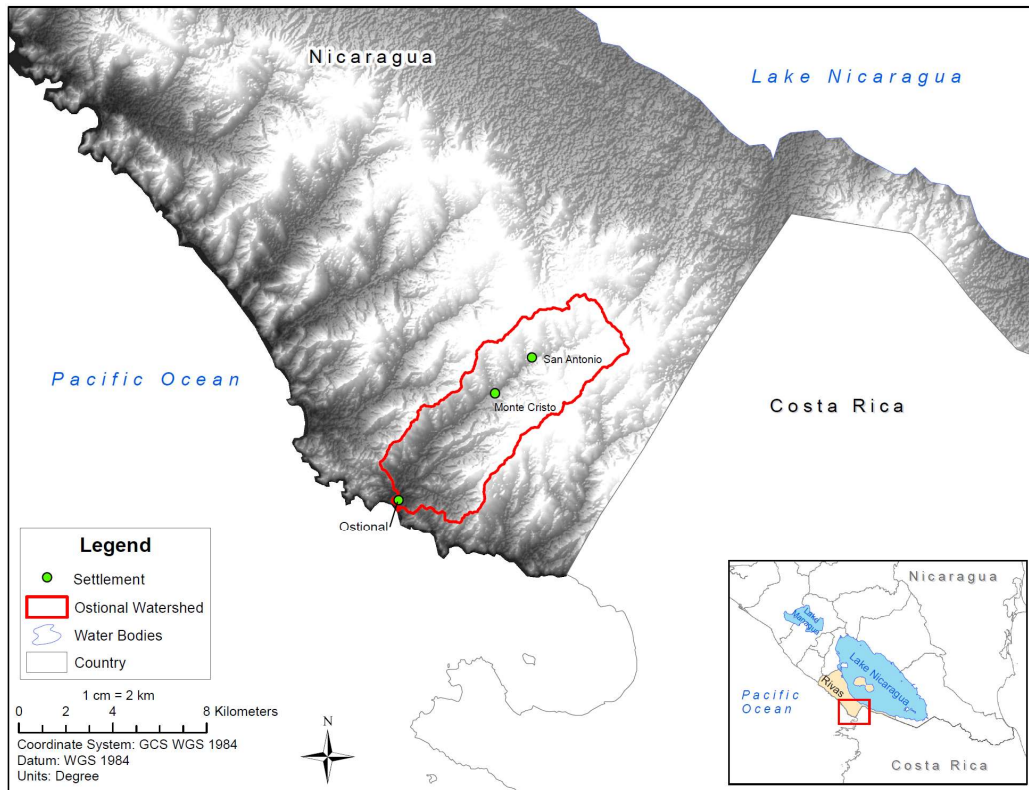 Nicaragua
Lake Nicaragua
Pacific Ocean
San Antonio
Monte Cristo
Costa Rica
Ostional
Legend
Settlement
Ostional Watershed
Water Bodies
Country
1 cm = 2 km
0 2 4 8 Kilometers
Coordinate System: GCS WGS 1984
Datum: WGS 1984
Units: Degree
N
Nicaragua
Lake
Managua
Lake Nicaragua
Rivas
Pacific
Ocean
Costa Rica